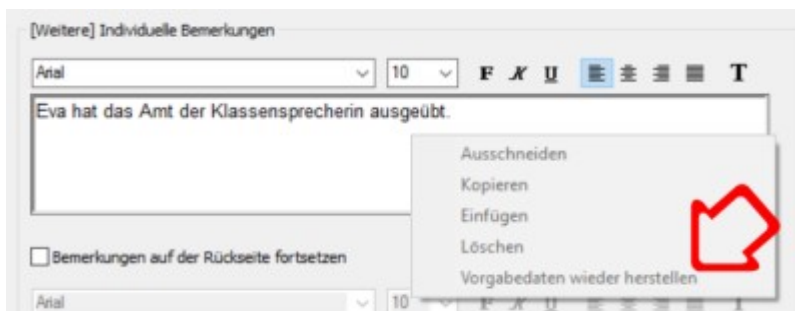 [Weitere] Individuelle Bemerkungen
Arial 10 F K U T
Eva hat das Amt der Klassensprecherin ausgeübt.
Ausschneiden
Kopieren
Einfügen
Löschen
Bemerkungen auf der Rückseite fortsetzen
Vorgabedaten wieder herstellen
Arial 10 F K U T